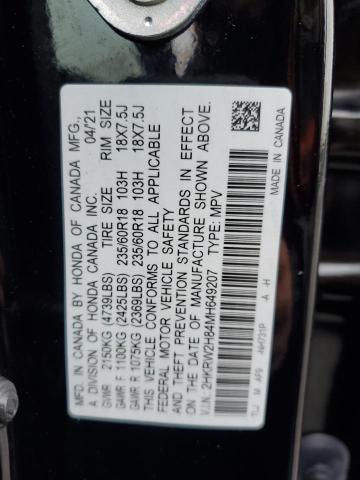 MFD. IN CANADA BY HONDA OF CANADA MFG.,
A DIVISION OF HONDA CANADA INC. 04/21
TIRE SIZE RIM SIZE
GVWR 2150KG (4739LBS)
GAWR F 1100KG (2425LBS) 235/60R18 103H 18X7.5J
GAWR R 1075KG (2369LBS) 235/60R18 103H 18X7.5J
THIS VEHICLE CONFORMS TO ALL APPLICABLE
FEDERAL MOTOR VEHICLE SAFETY
AND THEFT PREVENTION STANDARDS IN EFFECT
ON THE DATE OF MANUFACTURE SHOWN ABOVE.
V.I.N.:2HKRW2H84MH649207 TYPE: MPV
TLJ M AFB -NH731P -A -H
MADE IN CANADA